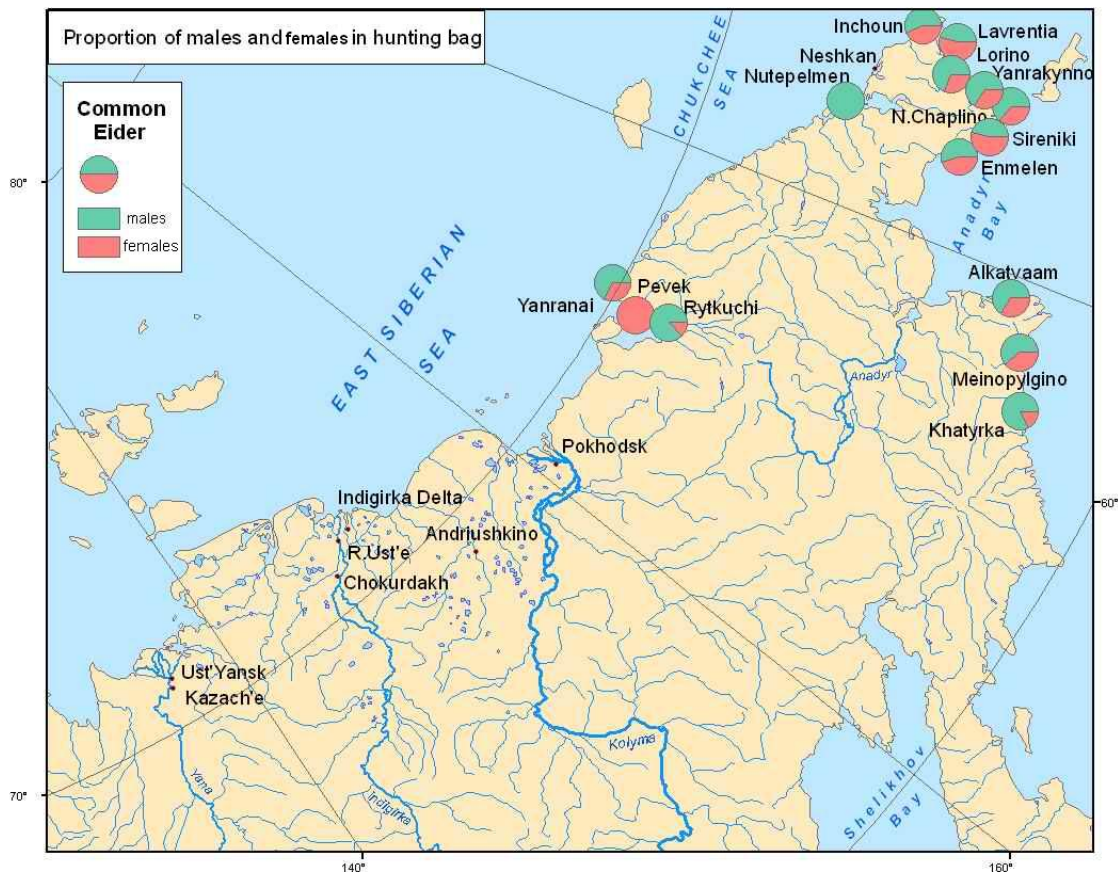 Proportion of males and females in hunting bag
Common
Eider
males
females
Inchoun
Lavrentia
Lorino
Neshkan
Yanrakynno
Nutepelmen
N.Chaplino
Sireniki
Enmelen
CHUKCHEE
SEA
Anadyr
Bay
80°
EAST SIBERIAN
SEA
Alkatvaam
Pevek
Yanranai
Rytkuchi
Meinopylgino
Anadyr
Khatyrka
Pokhodsk
Indigirka Delta
60°
Andriushkino
R.Ust'e
Chokurdakh
Ust'Yansk
Kazach'e
Kolyma
Yana
Indigirka
Shelikhov
Bay
70°
140°
160°